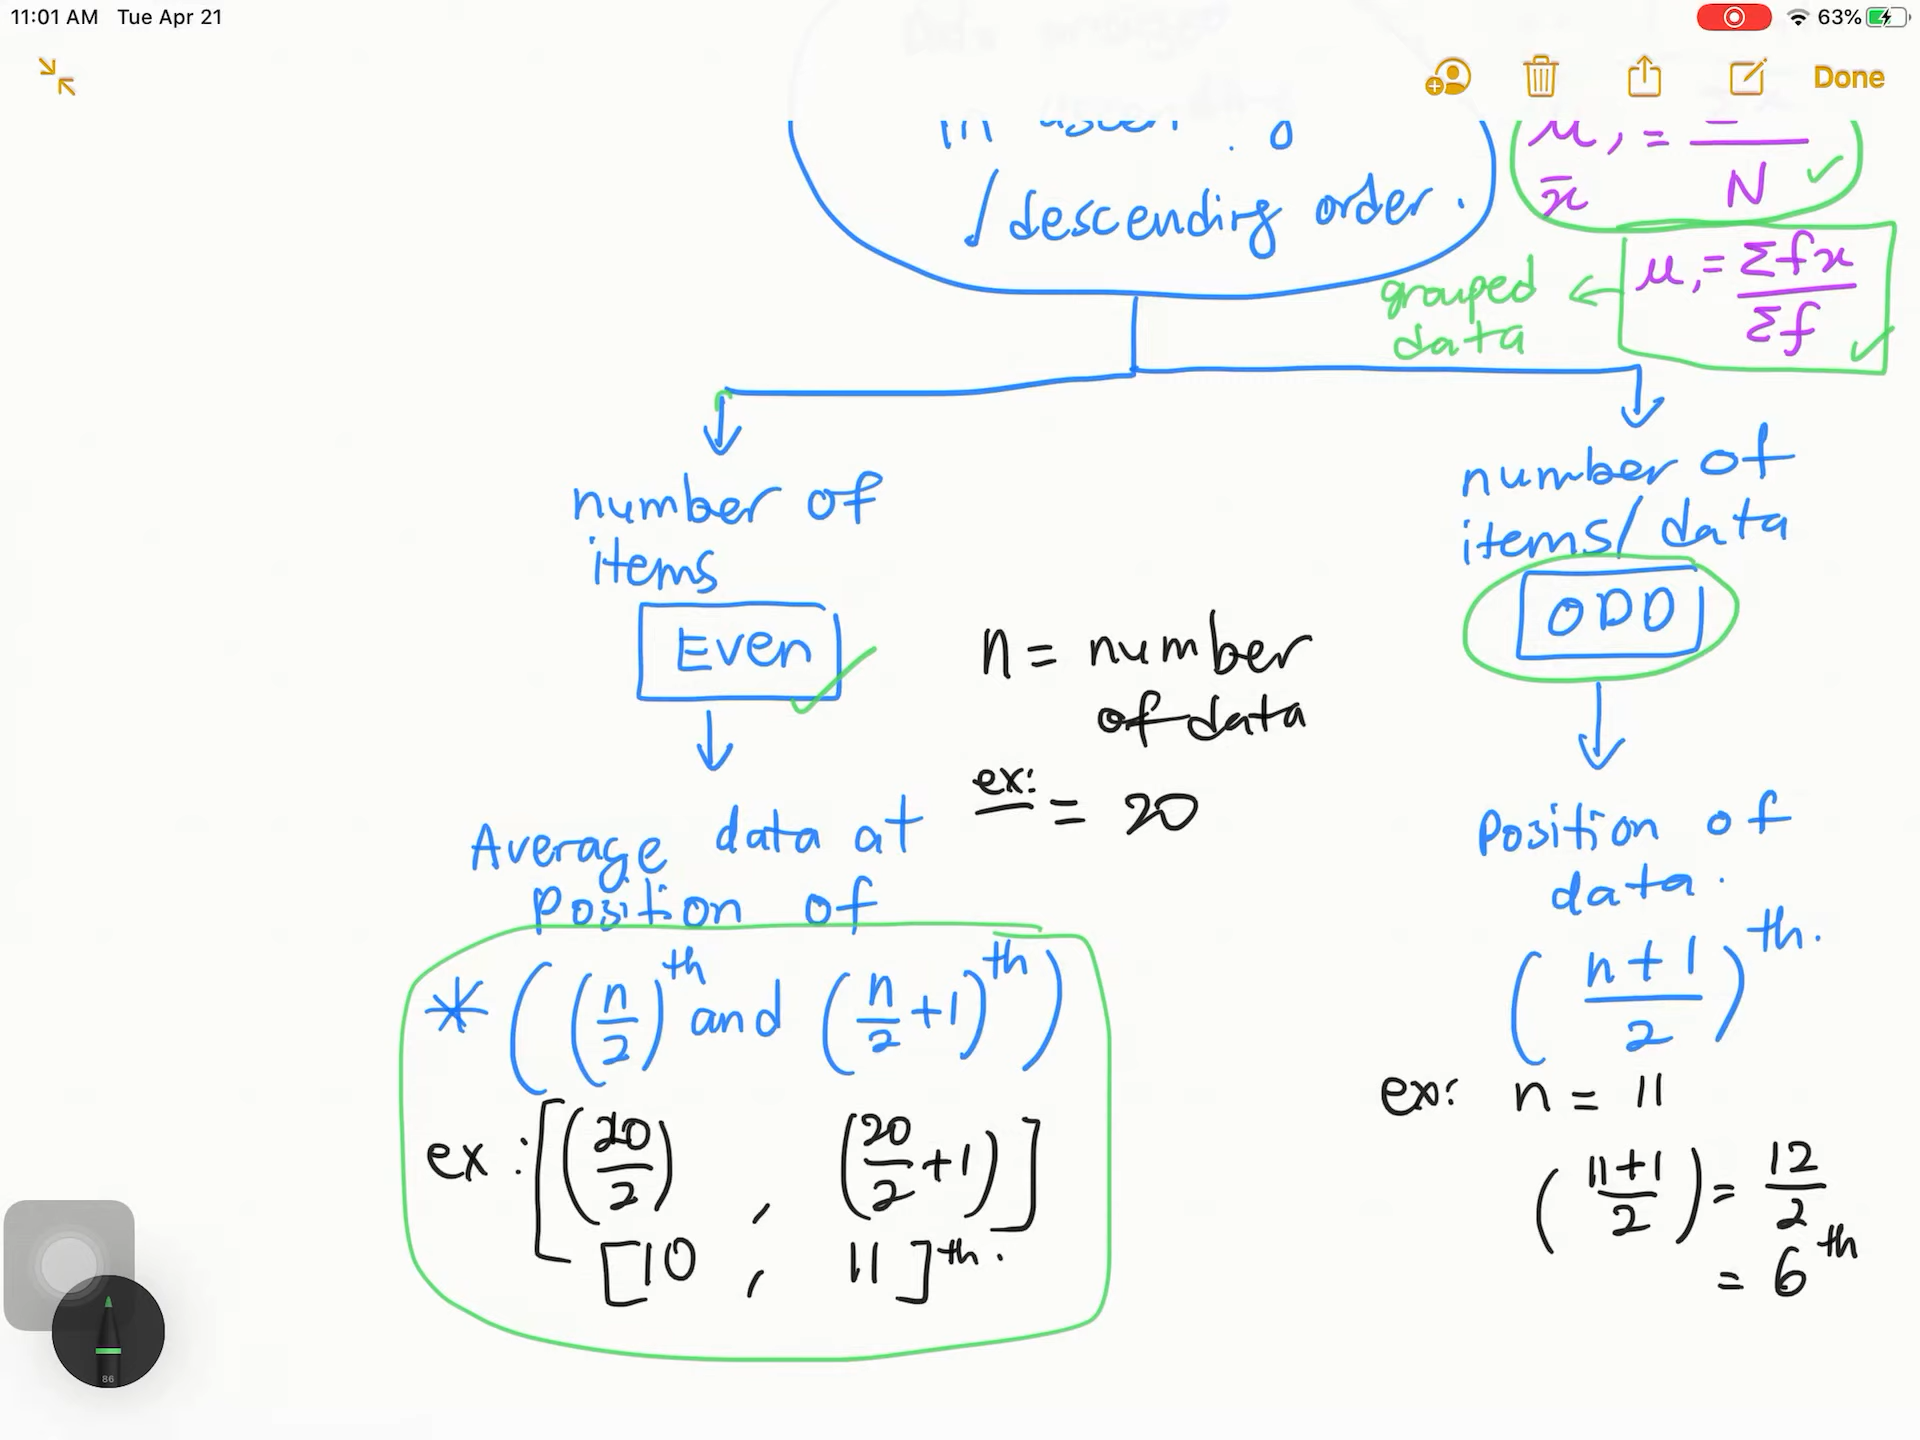 11:01 AM Tue Apr 21
63%
Done
/ descending order.
N
x̄
μ, = Σfx / Σf
grouped
data
number of
items
Even
number of
items/ data
ODD
n = number
of data
ex: = 20
Average data at
position of
* ( (n/2)^th and (n/2 + 1)^th )
ex : [ (20/2) , (20/2 + 1) ]
[10 , 11]^th.
Position of
data.
( (n + 1)/2 )^th.
ex: n = 11
( (11+1)/2 ) = 12/2
= 6^th
86